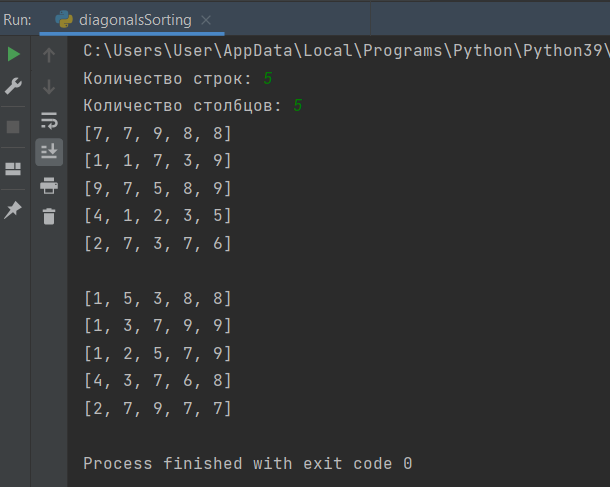 Run: diagonalsSorting
C:\Users\User\AppData\Local\Programs\Python\Python39\
Количество строк: 5
Количество столбцов: 5
[7, 7, 9, 8, 8]
[1, 1, 7, 3, 9]
[9, 7, 5, 8, 9]
[4, 1, 2, 3, 5]
[2, 7, 3, 7, 6]
[1, 5, 3, 8, 8]
[1, 3, 7, 9, 9]
[1, 2, 5, 7, 9]
[4, 3, 7, 6, 8]
[2, 7, 9, 7, 7]
Process finished with exit code 0